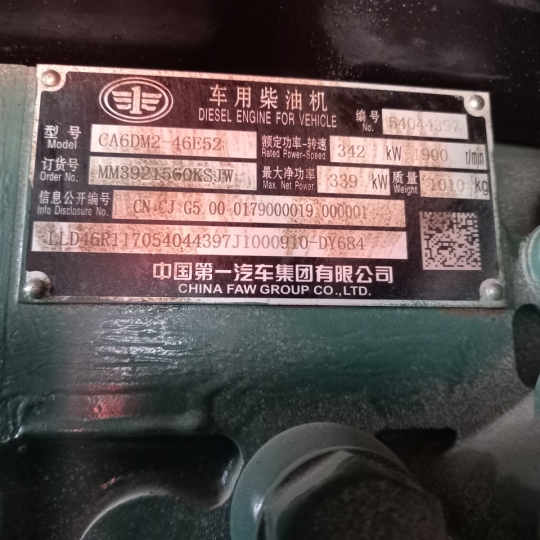 车用柴油机
DIESEL ENGINE FOR VEHICLE
编号 No. 54044397
型号 Model CA6DM2-46E52 额定功率-转速 Rated Power-Speed 342 kW 1900 r/min
订货号 Order No. MM3921560KSJW 最大净功率 Max. Net Power 339 kW 质量 Weight 1010 kg
信息公开编号 Info Disclosure No. CN CJ G5 00 0179000019 000001
LLD46R117054044397J1000910-DY684
中国第一汽车集团有限公司
CHINA FAW GROUP CO.,LTD.